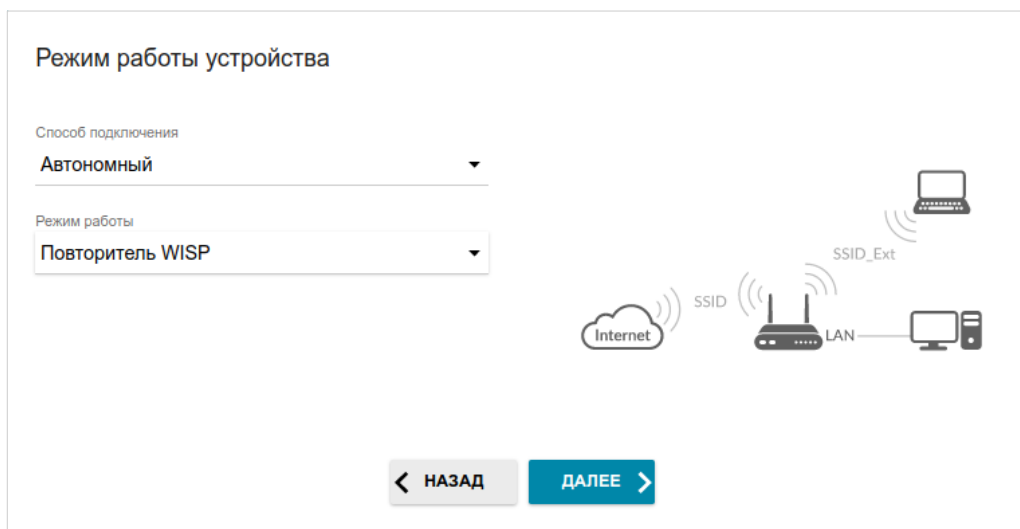 Режим работы устройства
Способ подключения
Автономный
Режим работы
Повторитель WISP
SSID_Ext
SSID
Internet
LAN
НАЗАД
ДАЛЕЕ